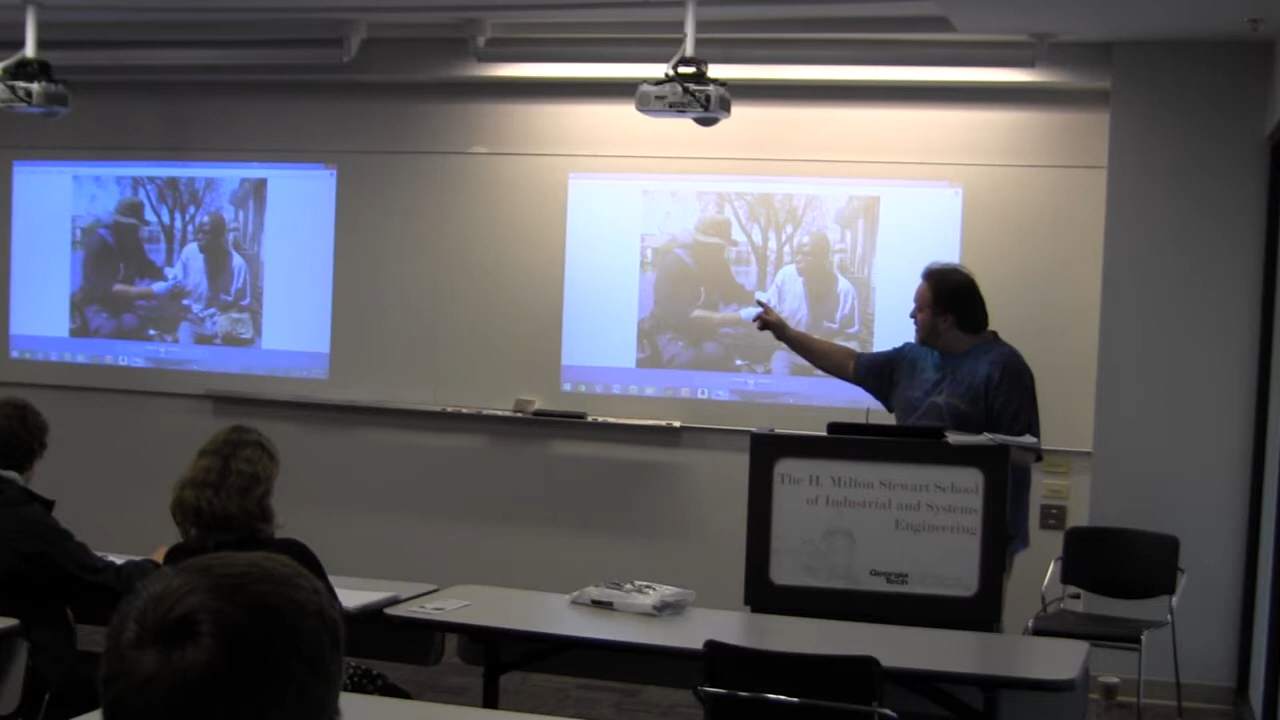 The H. Milton Stewart School
of Industrial and Systems
Engineering
Georgia
Tech